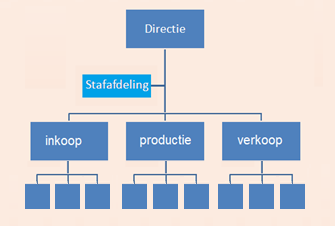 Directie
Stafafdeling
inkoop
productie
verkoop